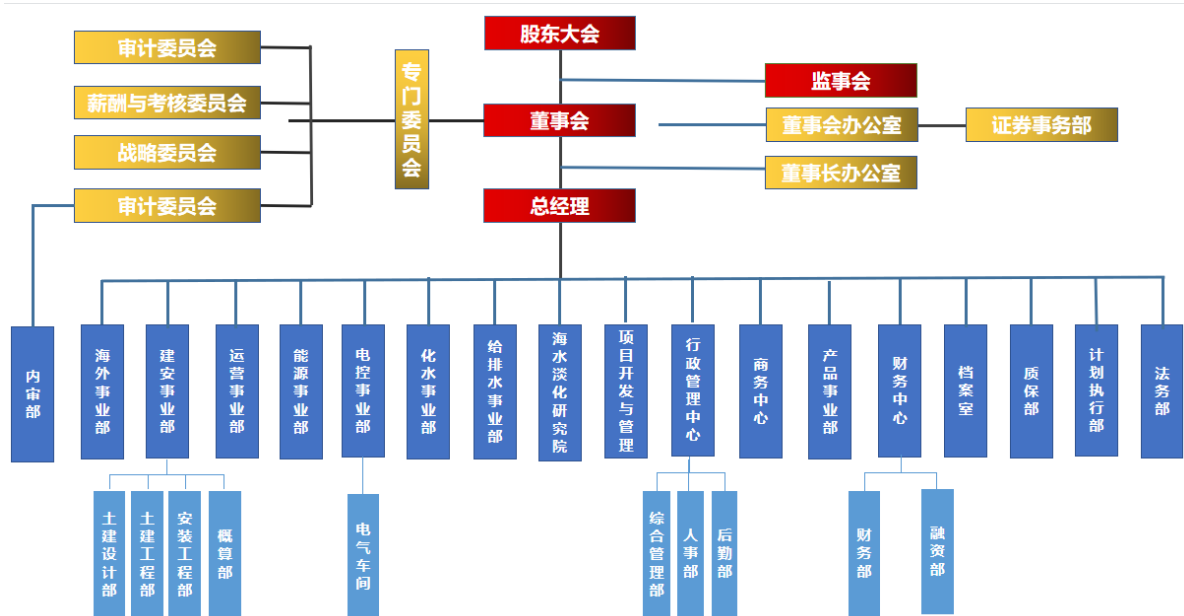 股东大会
审计委员会
薪酬与考核委员会
战略委员会
审计委员会
专门委员会
董事会
监事会
董事会办公室
证券事务部
董事长办公室
总经理
内审部
海外事业部
建安事业部
运营事业部
能源事业部
电控事业部
化水事业部
给排水事业部
海水淡化研究院
项目开发与管理
行政管理中心
商务中心
产品事业部
财务中心
档案室
质保部
计划执行部
法务部
土建设计部
土建工程部
安装工程部
概算部
电气车间
综合管理部
人事部
后勤部
财务部
融资部